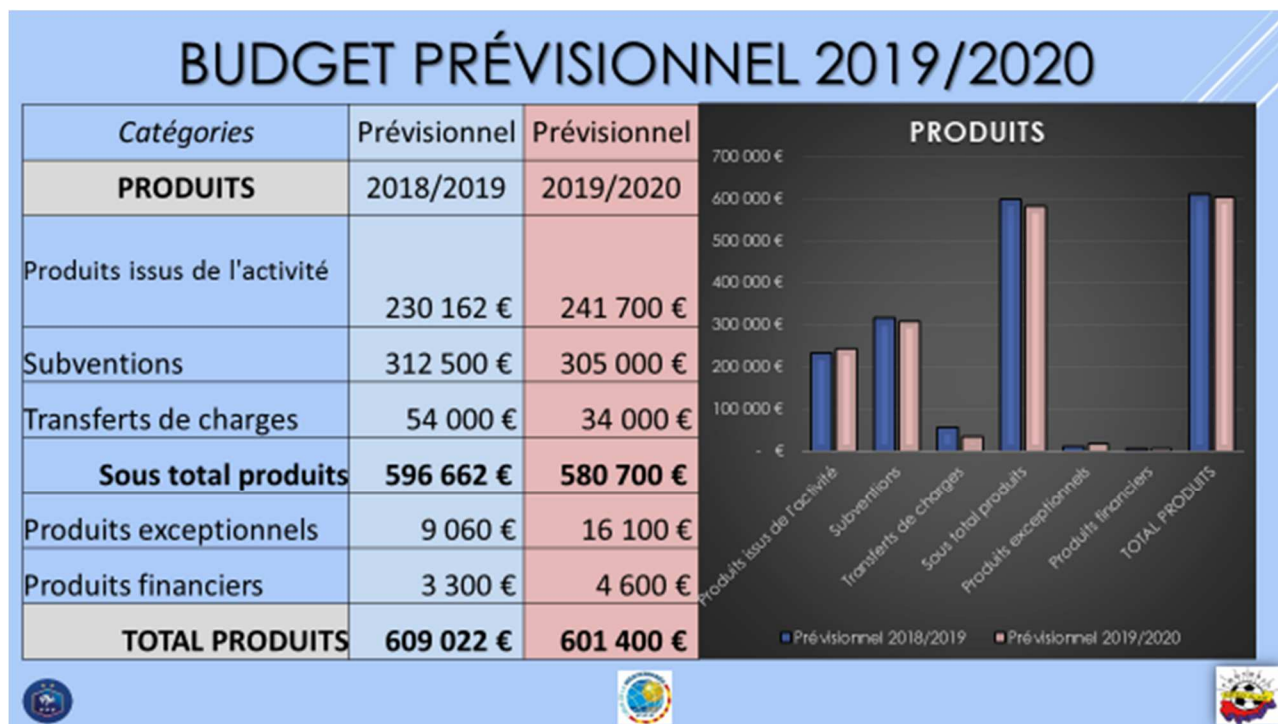 BUDGET PRÉVISIONNEL 2019/2020
Catégories Prévisionnel Prévisionnel
PRODUITS 2018/2019 2019/2020
Produits issus de l'activité 230 162 € 241 700 €
Subventions 312 500 € 305 000 €
Transferts de charges 54 000 € 34 000 €
Sous total produits 596 662 € 580 700 €
Produits exceptionnels 9 060 € 16 100 €
Produits financiers 3 300 € 4 600 €
TOTAL PRODUITS 609 022 € 601 400 €
PRODUITS
700 000 €
600 000 €
500 000 €
400 000 €
300 000 €
200 000 €
100 000 €
- €
Produits issus de l'activité
Subventions
Transferts de charges
Sous total produits
Produits exceptionnels
Produits financiers
TOTAL PRODUITS
Prévisionnel 2018/2019 Prévisionnel 2019/2020